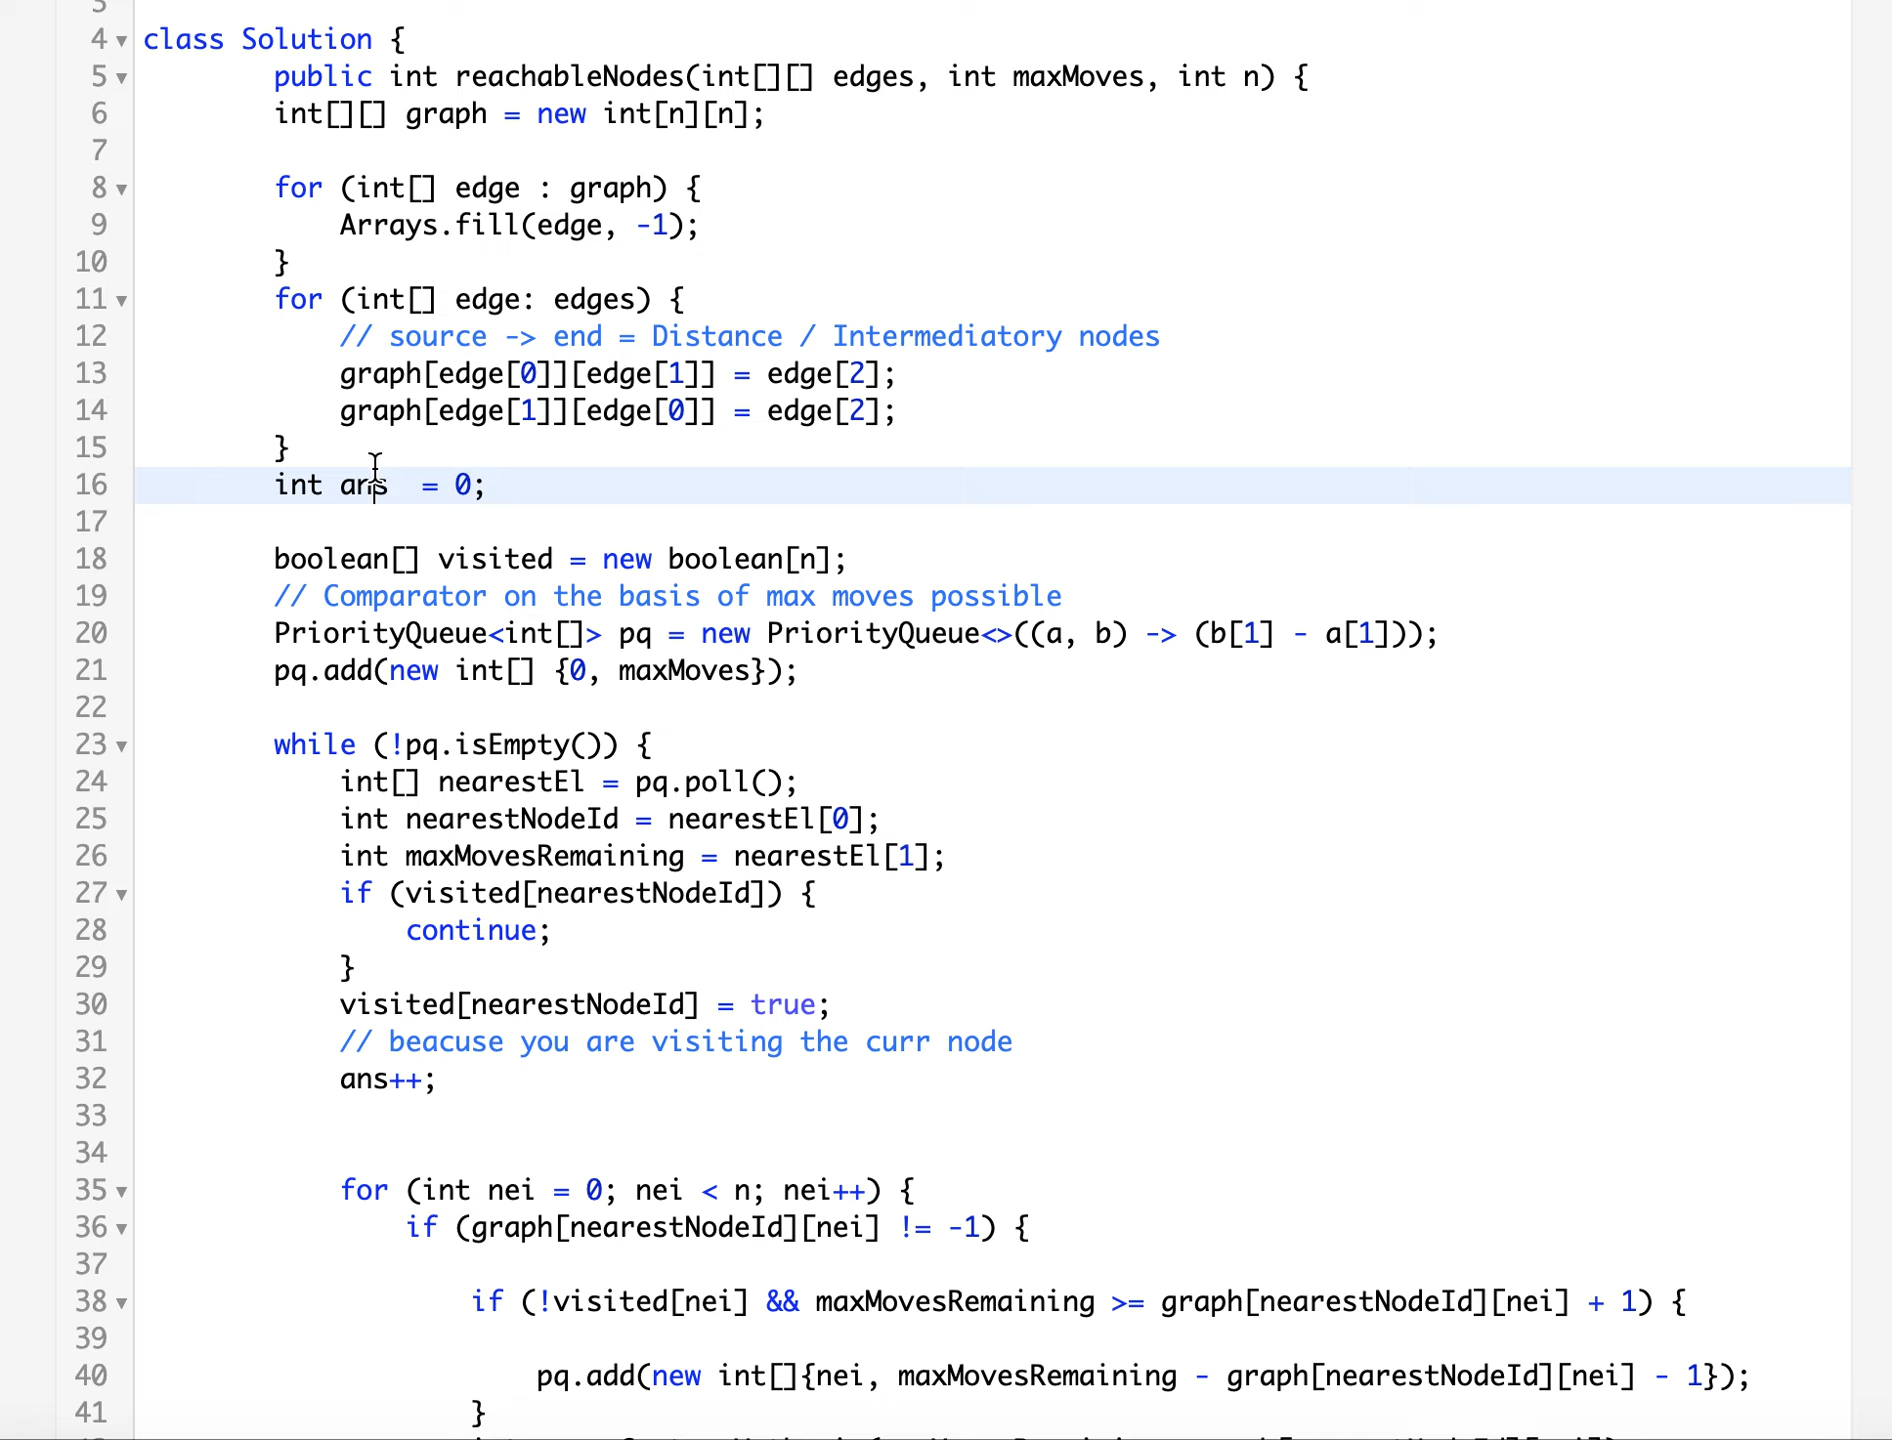 3
4 class Solution {
5 public int reachableNodes(int[][] edges, int maxMoves, int n) {
6 int[][] graph = new int[n][n];
7
8 for (int[] edge : graph) {
9 Arrays.fill(edge, -1);
10 }
11 for (int[] edge: edges) {
12 // source -> end = Distance / Intermediatory nodes
13 graph[edge[0]][edge[1]] = edge[2];
14 graph[edge[1]][edge[0]] = edge[2];
15 }
16 int ans  = 0;
17
18 boolean[] visited = new boolean[n];
19 // Comparator on the basis of max moves possible
20 PriorityQueue<int[]> pq = new PriorityQueue<>((a, b) -> (b[1] - a[1]));
21 pq.add(new int[] {0, maxMoves});
22
23 while (!pq.isEmpty()) {
24 int[] nearestEl = pq.poll();
25 int nearestNodeId = nearestEl[0];
26 int maxMovesRemaining = nearestEl[1];
27 if (visited[nearestNodeId]) {
28 continue;
29 }
30 visited[nearestNodeId] = true;
31 // beacuse you are visiting the curr node
32 ans++;
33
34
35 for (int nei = 0; nei < n; nei++) {
36 if (graph[nearestNodeId][nei] != -1) {
37
38 if (!visited[nei] && maxMovesRemaining >= graph[nearestNodeId][nei] + 1) {
39
40 pq.add(new int[]{nei, maxMovesRemaining - graph[nearestNodeId][nei] - 1});
41 }